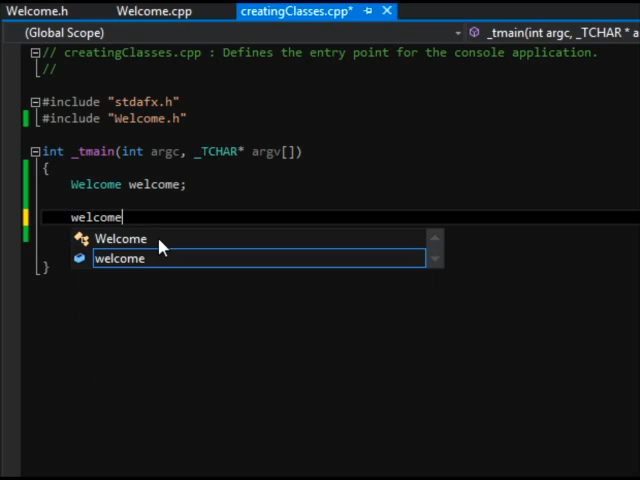 Welcome.h Welcome.cpp creatingClasses.cpp*
(Global Scope) _tmain(int argc, _TCHAR * a
// creatingClasses.cpp : Defines the entry point for the console application.
//
#include "stdafx.h"
#include "Welcome.h"
int _tmain(int argc, _TCHAR* argv[])
{
Welcome welcome;
welcome
Welcome
welcome
}